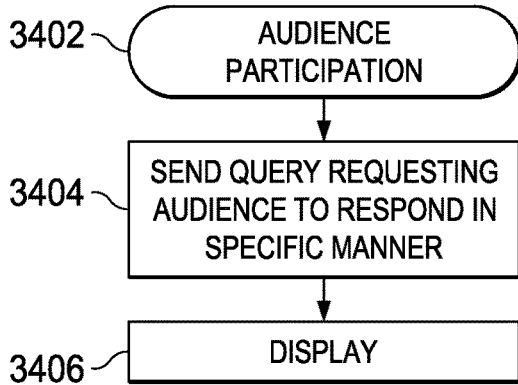 3402
AUDIENCE
PARTICIPATION
3404
SEND QUERY REQUESTING
AUDIENCE TO RESPOND IN
SPECIFIC MANNER
3406
DISPLAY